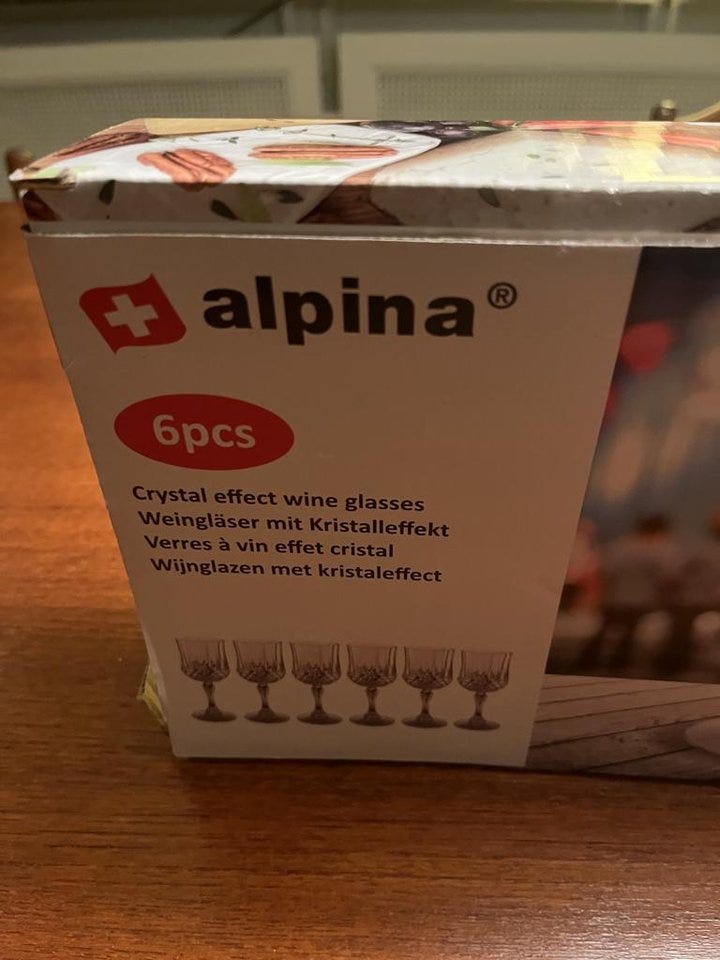 alpina®
6pcs
Crystal effect wine glasses
Weingläser mit Kristalleffekt
Verres à vin effet cristal
Wijnglazen met kristaleffect